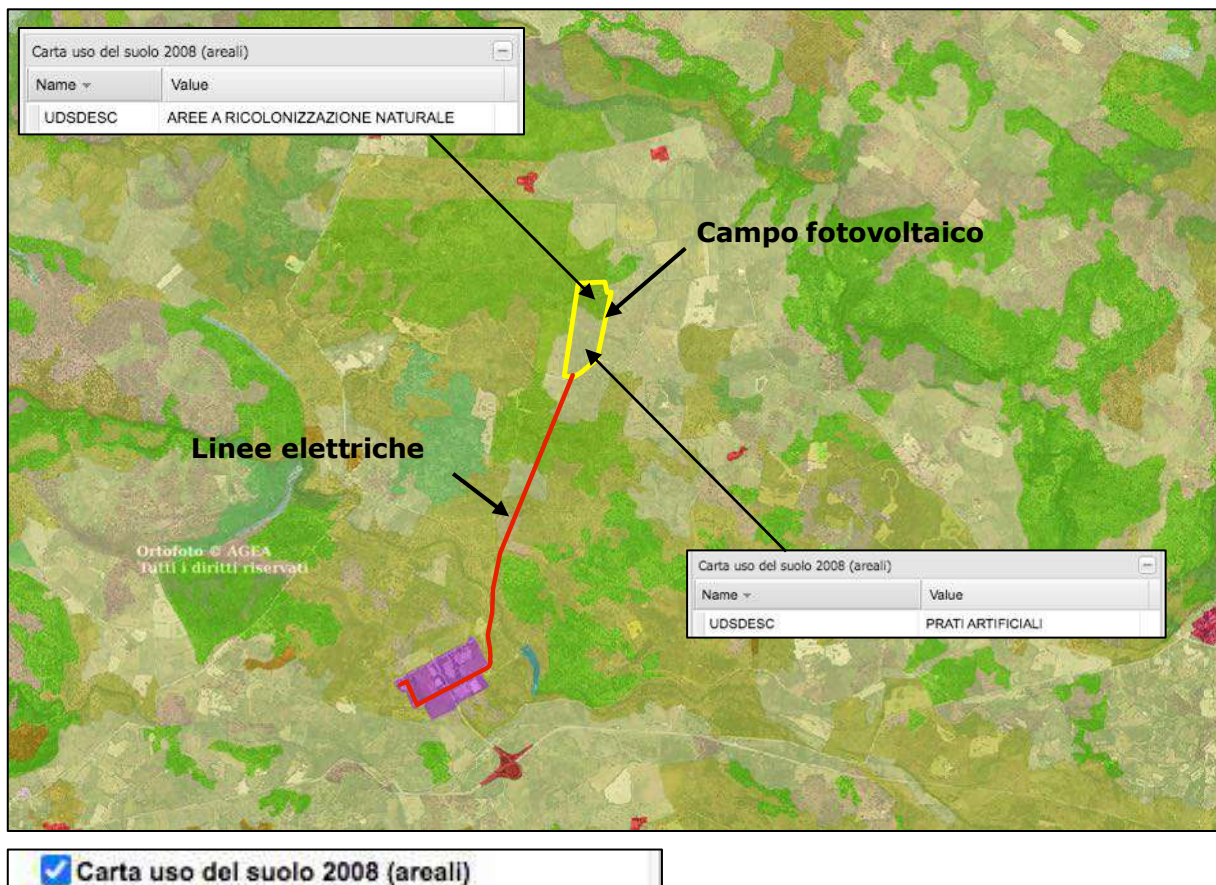 Carta uso del suolo 2008 (areali)
Name Value
UDSDESC AREE A RICOLONIZZAZIONE NATURALE
Campo fotovoltaico
Linee elettriche
Ortofoto © AGEA
Tutti i diritti riservati
Carta uso del suolo 2008 (areali)
Name Value
UDSDESC PRATI ARTIFICIALI
Carta uso del suolo 2008 (areali)